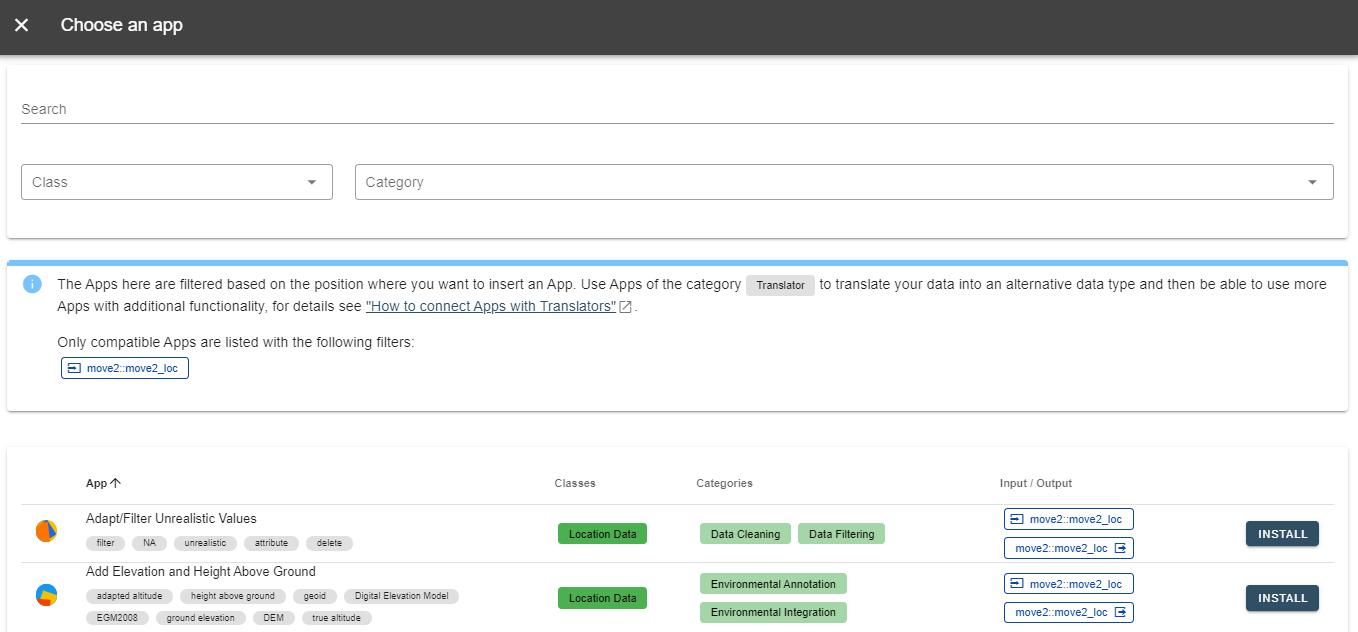 Choose an app
Search
Class
Category
The Apps here are filtered based on the position where you want to insert an App. Use Apps of the category Translator to translate your data into an alternative data type and then be able to use more
Apps with additional functionality, for details see "How to connect Apps with Translators" .
Only compatible Apps are listed with the following filters:
move2::move2_loc
App Classes Categories Input / Output
Adapt/Filter Unrealistic Values
filter NA unrealistic attribute delete
Location Data
Data Cleaning Data Filtering
move2::move2_loc
move2::move2_loc
INSTALL
Add Elevation and Height Above Ground
adapted altitude height above ground geoid Digital Elevation Model
EGM2008 ground elevation DEM true altitude
Location Data
Environmental Annotation
Environmental Integration
move2::move2_loc
move2::move2_loc
INSTALL